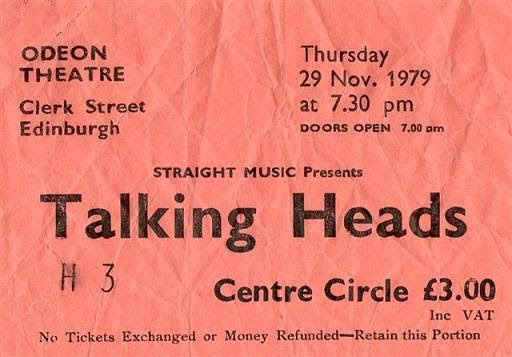 ODEON
THEATRE
Clerk Street
Edinburgh
Thursday
29 Nov. 1979
at 7.30 pm
DOORS OPEN 7.00 pm
STRAIGHT MUSIC Presents
Talking Heads
H 3
Centre Circle £3.00
Inc VAT
No Tickets Exchanged or Money Refunded—Retain this Portion